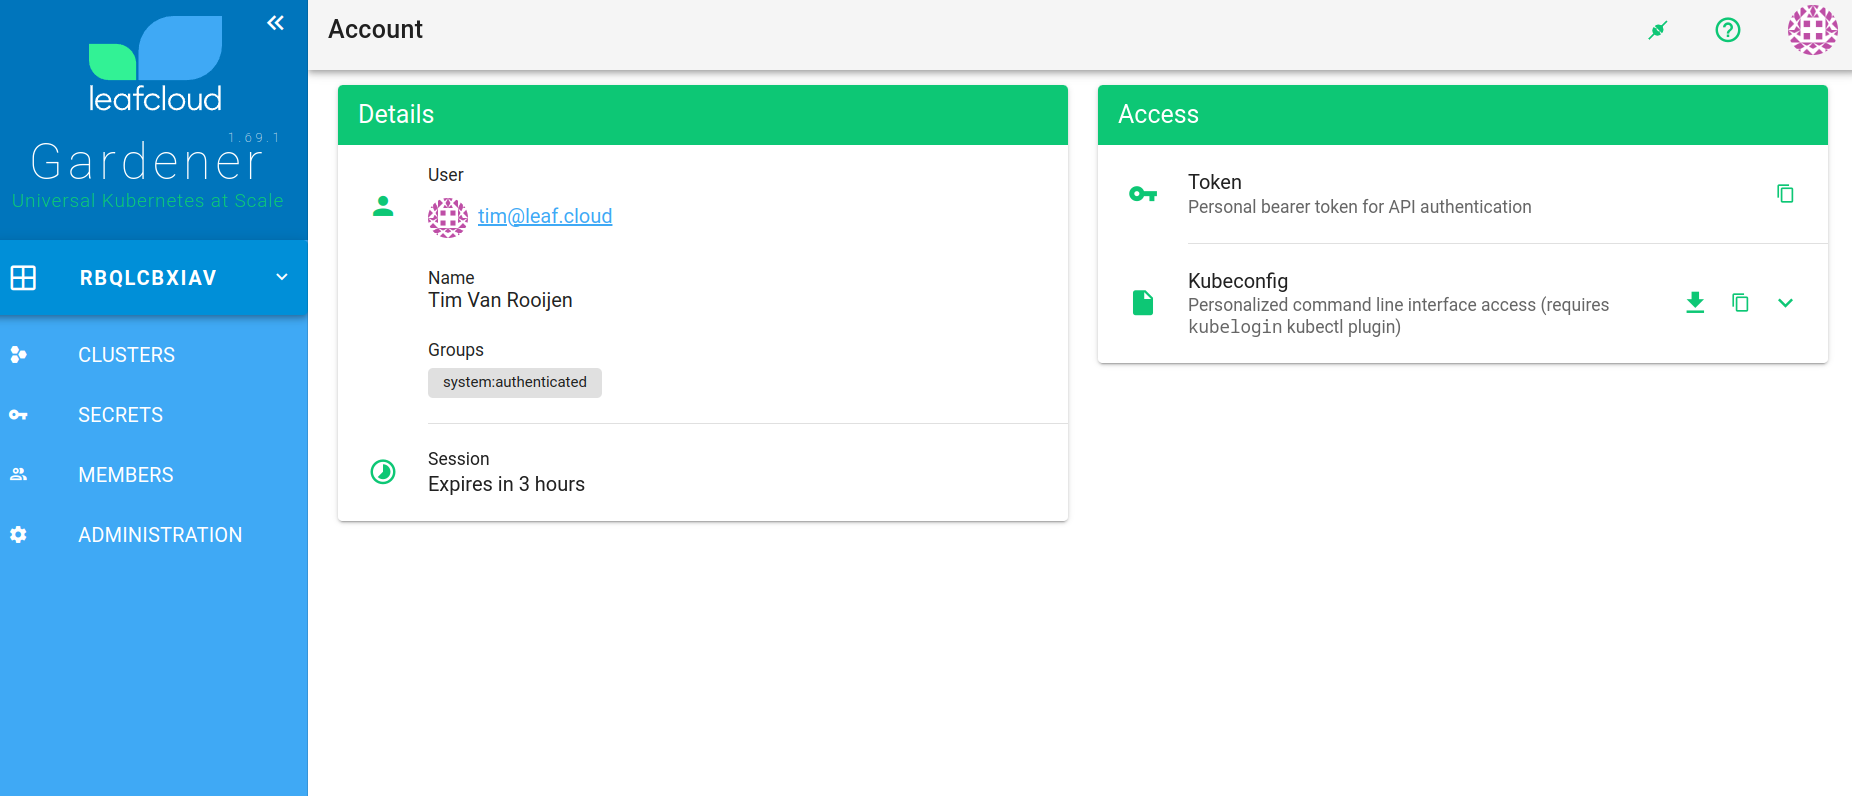 leafcloud
1.69.1
Gardener
Universal Kubernetes at Scale
RBQLCBXIAV
CLUSTERS
SECRETS
MEMBERS
ADMINISTRATION
Account
Details
User
tim@leaf.cloud
Name
Tim Van Rooijen
Groups
system:authenticated
Session
Expires in 3 hours
Access
Token
Personal bearer token for API authentication
Kubeconfig
Personalized command line interface access (requires
kubelogin kubectl plugin)